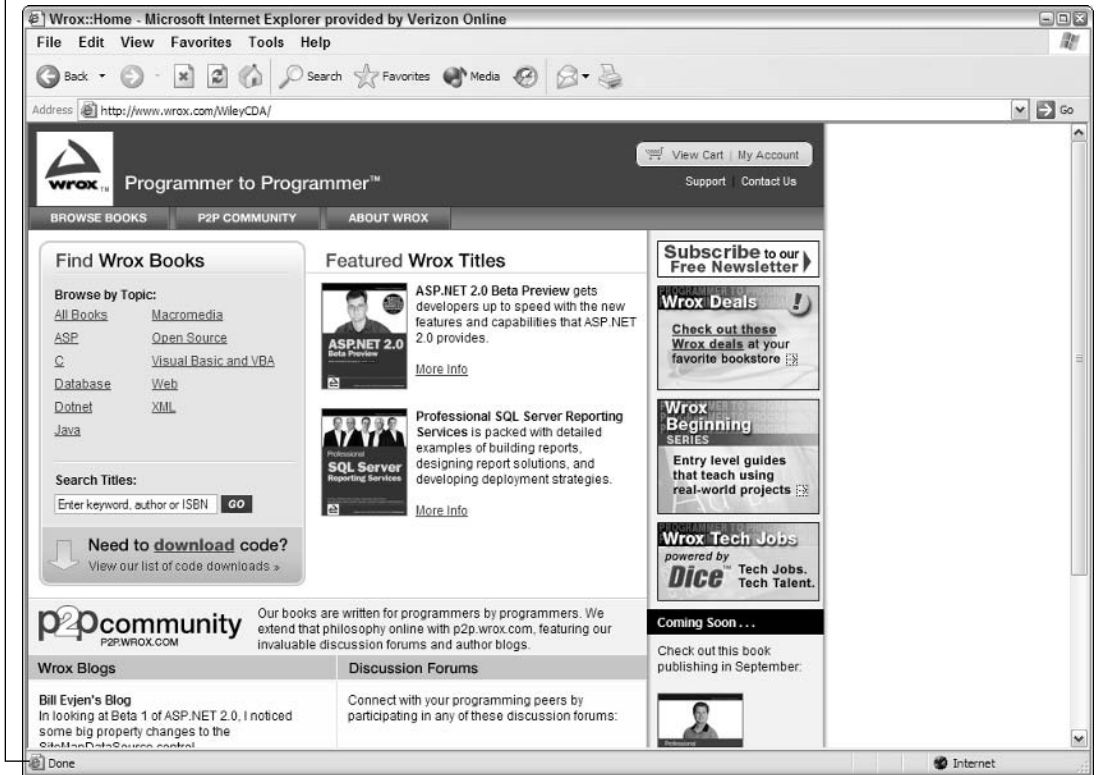 Wrox::Home - Microsoft Internet Explorer provided by Verizon Online
File Edit View Favorites Tools Help
Back Search Favorites Media
Address http://www.wrox.com/WileyCDA/ Go
View Cart | My Account
wrox TM Programmer to Programmer™
Support Contact Us
BROWSE BOOKS P2P COMMUNITY ABOUT WROX
Find Wrox Books
Browse by Topic:
All Books Macromedia
ASP Open Source
C Visual Basic and VBA
Database Web
Dotnet XML
Java
Search Titles:
Enter keyword, author or ISBN GO
Need to download code?
View our list of code downloads »
Featured Wrox Titles
ASP.NET 2.0
Beta Preview
ASP.NET 2.0 Beta Preview gets
developers up to speed with the new
features and capabilities that ASP.NET
2.0 provides.
More Info
Professional
SQL Server
Reporting Services
Professional SQL Server Reporting
Services is packed with detailed
examples of building reports,
designing report solutions, and
developing deployment strategies.
More Info
Subscribe to our
Free Newsletter
Wrox Deals
Check out these
Wrox deals at your
favorite bookstore
Wrox
Beginning
SERIES
Entry level guides
that teach using
real-world projects
Wrox Tech Jobs
powered by
Dice™ Tech Jobs.
Tech Talent.
Coming Soon . . .
Check out this book
publishing in September:
Professional
p2pcommunity
P2P.WROX.COM
Our books are written for programmers by programmers. We
extend that philosophy online with p2p.wrox.com, featuring our
invaluable discussion forums and author blogs.
Wrox Blogs
Bill Evjen's Blog
In looking at Beta 1 of ASP.NET 2.0, I noticed
some big property changes to the
SiteMapDataSource control
Discussion Forums
Connect with your programming peers by
participating in any of these discussion forums:
Done Internet